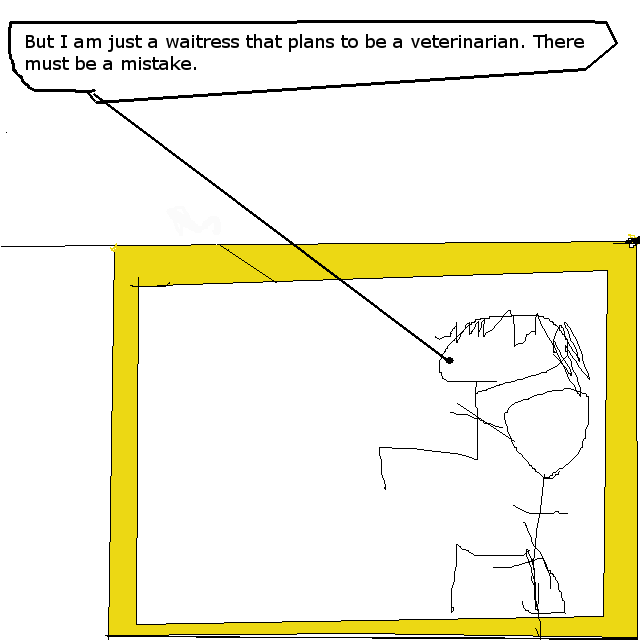 But I am just a waitress that plans to be a veterinarian. There
must be a mistake.